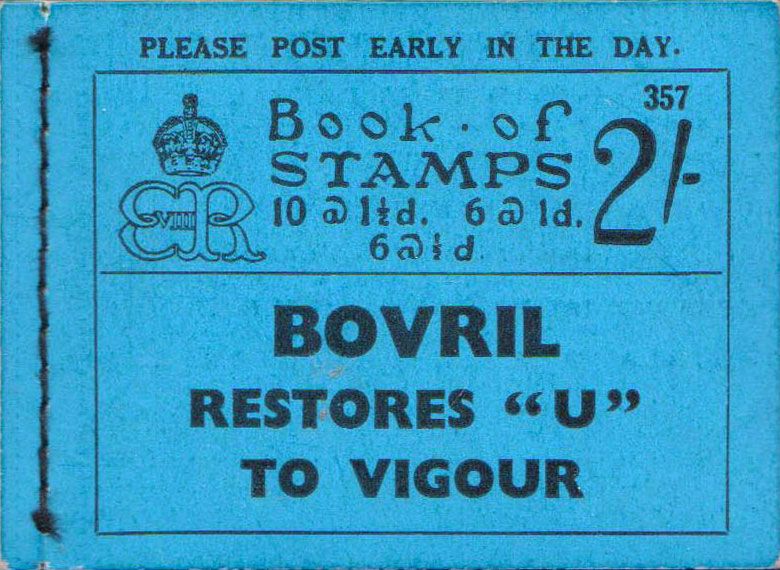 PLEASE POST EARLY IN THE DAY.
357
Book · of
STAMPS
2/-
E VIII R
10 @ 1½d. 6 @ 1d.
6 @ ½d.
BOVRIL
RESTORES “U”
TO VIGOUR